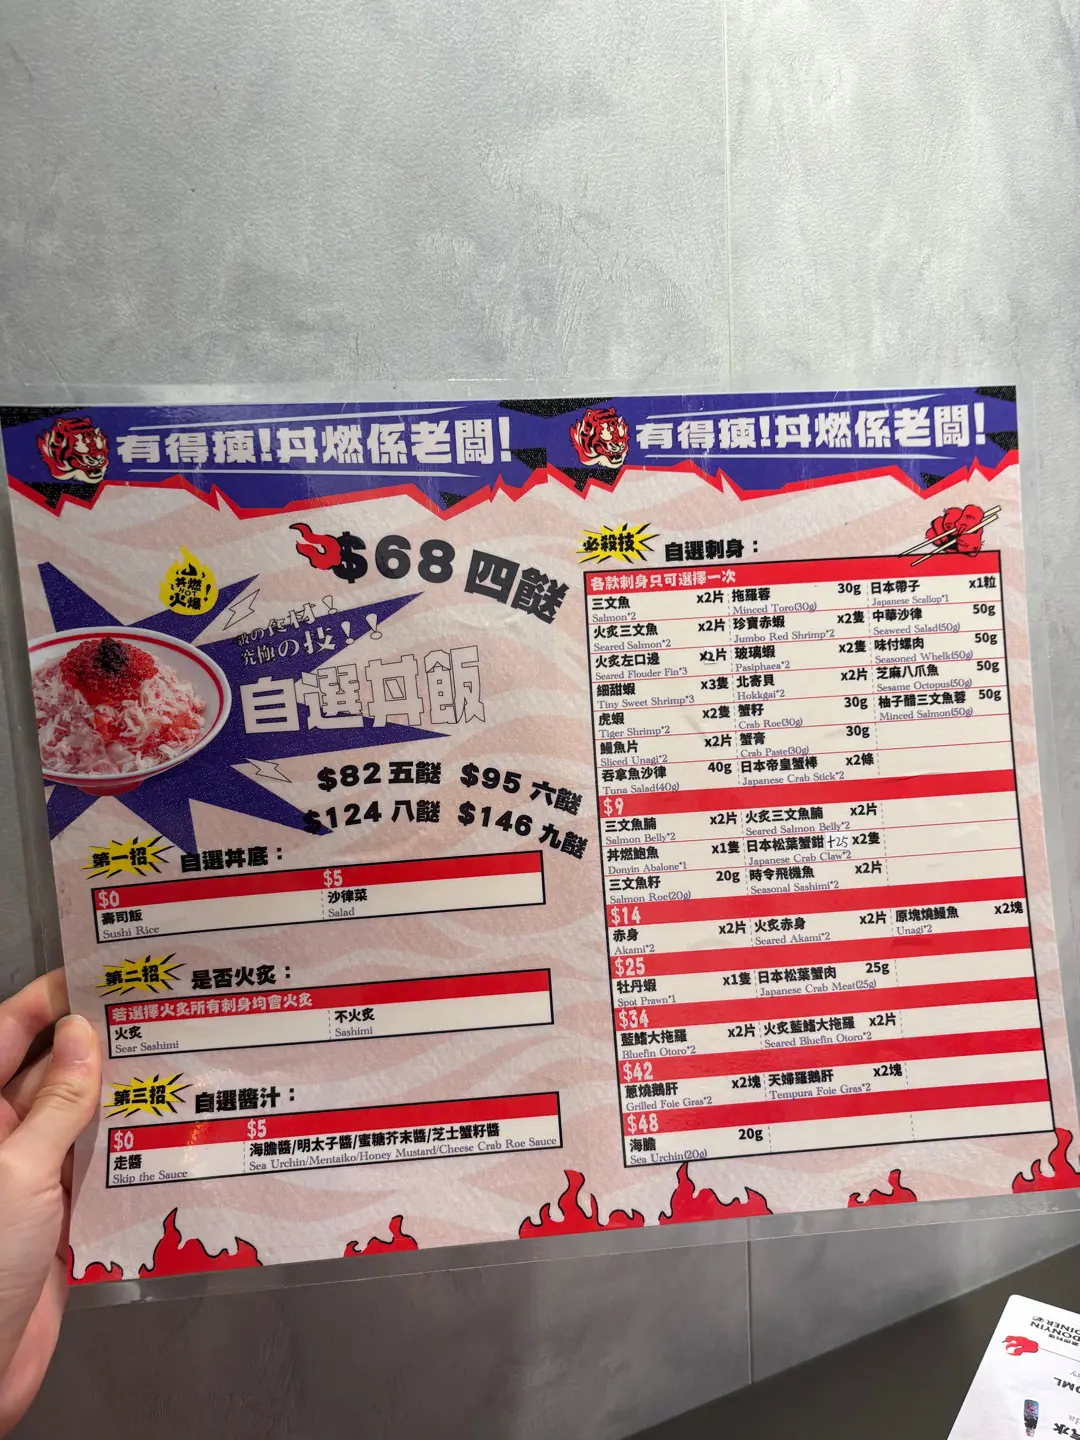 有得揀!丼燃係老闆!
丼燃
HOT
火爆!
$68 四餸
の食材!
究極の技!!
自選丼飯
$82 五餸 $95 六餸
$124 八餸 $146 九餸
第一招 自選丼底：
$0 $5
壽司飯 沙律菜
Sushi Rice Salad
第二招 是否火炙：
若選擇火炙所有刺身均會火炙
火炙 不火炙
Sear Sashimi Sashimi
第三招 自選醬汁：
$0 $5
走醬 海膽醬/明太子醬/蜜糖芥末醬/芝士蟹籽醬
Skip the Sauce Sea Urchin/Mentaiko/Honey Mustard/Cheese Crab Roe Sauce
有得揀!丼燃係老闆!
必殺技 自選刺身：
各款刺身只可選擇一次
三文魚 x2片 拖羅蓉 30g 日本帶子 x1粒
Salmon*2 Minced Toro(30g) Japanese Scallop*1
火炙三文魚 x2片 珍寶赤蝦 x2隻 中華沙律 50g
Seared Salmon*2 Jumbo Red Shrimp*2 Seaweed Salad(50g)
火炙左口邊 x2片 玻璃蝦 x2隻 味付螺肉 50g
Seared Flouder Fin*3 Pasiphaea*2 Seasoned Whelk(50g)
細甜蝦 x3隻 北寄貝 x2片 芝麻八爪魚 50g
Tiny Sweet Shrimp*3 Hokkgai*2 Sesame Octopus(50g)
虎蝦 x2隻 蟹籽 30g 柚子醋三文魚蓉 50g
Tiger Shrimp*2 Crab Roe(30g) Minced Salmon(50g)
鰻魚片 x2片 蟹膏 30g
Sliced Unagi*2 Crab Paste(30g)
吞拿魚沙律 40g 日本帝皇蟹棒 x2條
Tuna Salad(40g) Japanese Crab Stick*2
$9
三文魚腩 x2片 火炙三文魚腩 x2片
Salmon Belly*2 Seared Salmon Belly*2
丼燃鮑魚 x1隻 日本松葉蟹鉗 +25 x2隻
Donyin Abalone*1 Japanese Crab Claw*2
三文魚籽 20g 時令飛機魚 x2片
Salmon Roe(20g) Seasonal Sashimi*2
$14
赤身 x2片 火炙赤身 x2片 原塊燒鰻魚 x2塊
Akami*2 Seared Akami*2 Unagi*2
$25
牡丹蝦 x1隻 日本松葉蟹肉 25g
Spot Prawn*1 Japanese Crab Meat(25g)
$34
藍鰭大拖羅 x2片 火炙藍鰭大拖羅 x2片
Bluefin Otoro*2 Seared Bluefin Otoro*2
$42
蔥燒鵝肝 x2塊 天婦羅鵝肝 x2塊
Grilled Foie Gras*2 Tempura Foie Gras*2
$48
海膽 20g
Sea Urchin(20g)
DONYIN
DINER